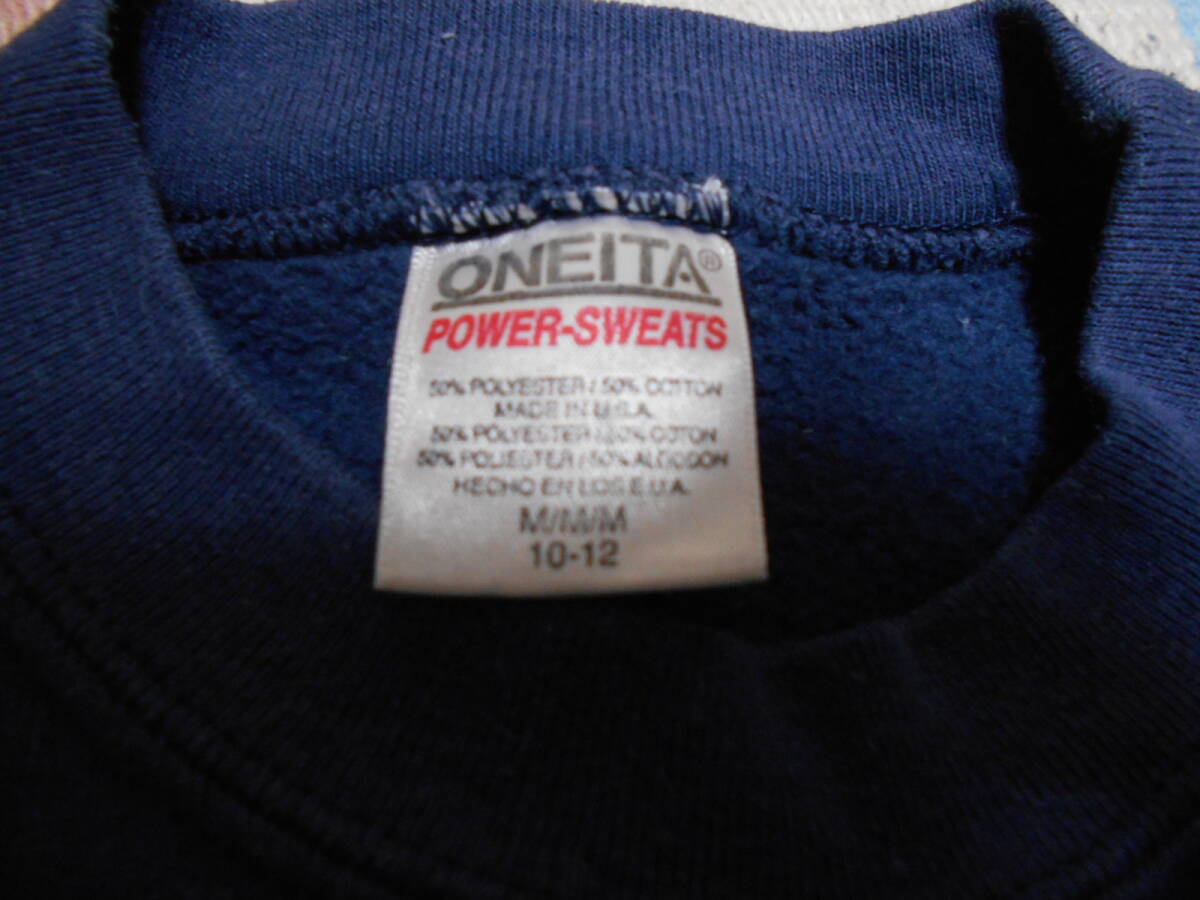 ONEITA®
POWER-SWEATS
50% POLYESTER / 50% COTTON
MADE IN U.S.A.
50% POLYESTER / 50% COTON
50% POLIESTER / 50% ALGODON
HECHO EN LOS E.U.A.
M/M/M
10-12